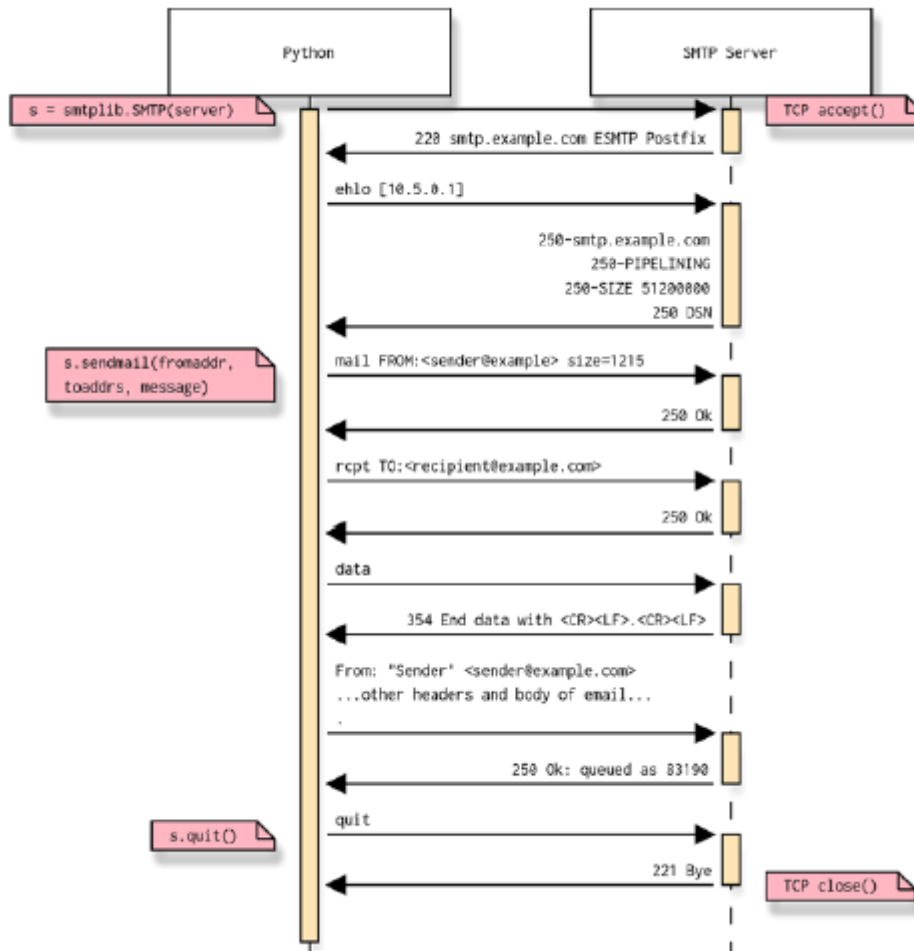 Python
SMTP Server
s = smtplib.SMTP(server)
TCP accept()
220 smtp.example.com ESMTP Postfix
ehlo [10.5.0.1]
250-smtp.example.com
250-PIPELINING
250-SIZE 51200000
250 DSN
s.sendmail(fromaddr,
toaddrs, message)
mail FROM:<sender@example> size=1215
250 Ok
rcpt TO:<recipient@example.com>
250 Ok
data
354 End data with <CR><LF>.<CR><LF>
From: "Sender" <sender@example.com>
...other headers and body of email...
.
250 Ok: queued as 83190
s.quit()
quit
221 Bye
TCP close()